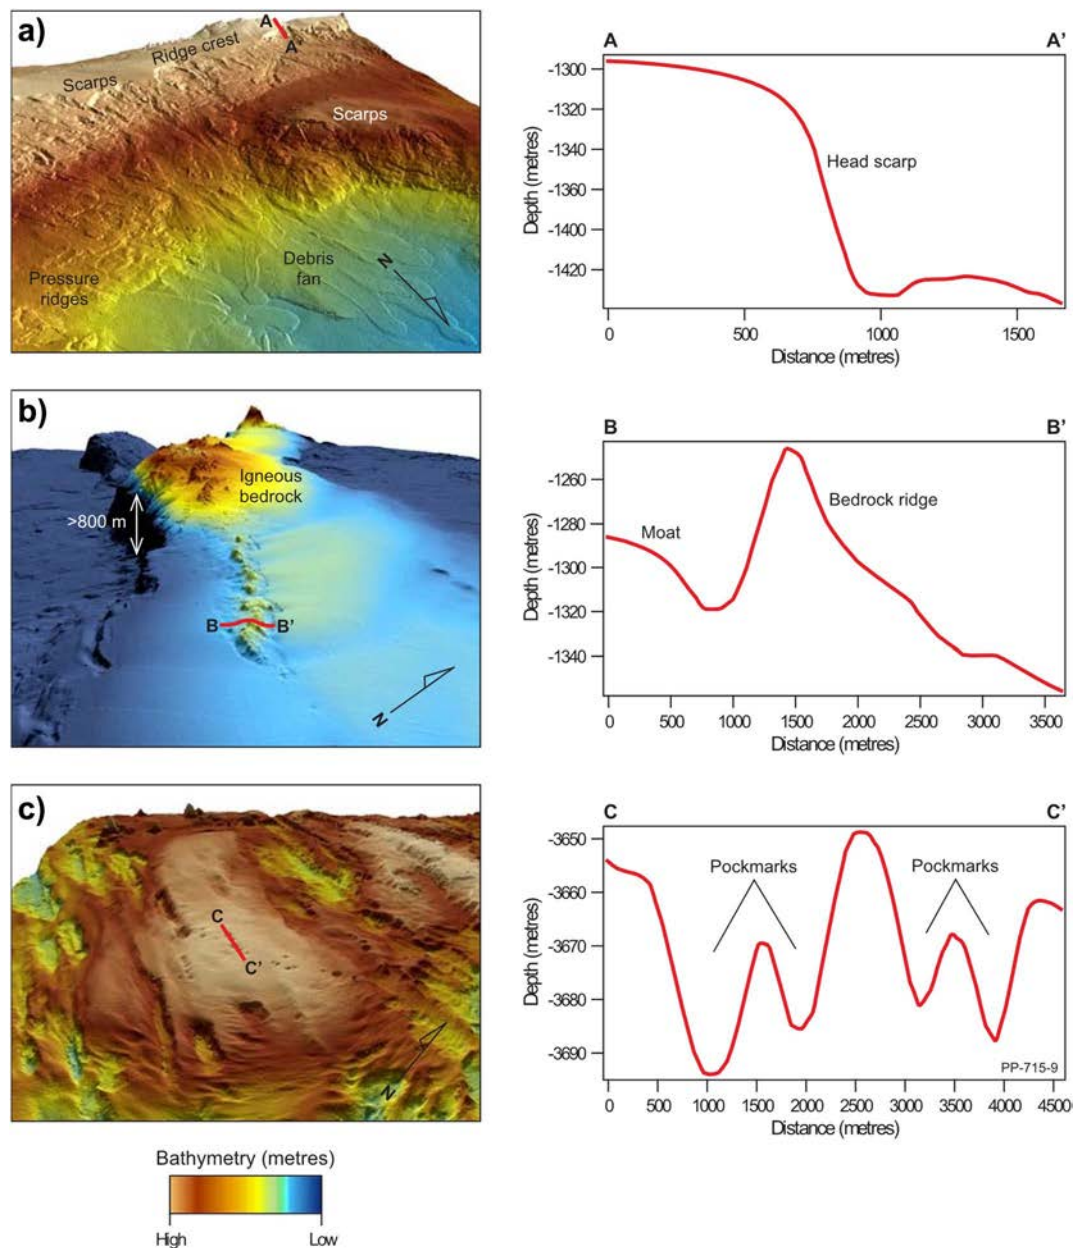 a)
A
A'
Ridge crest
Scarps
Scarps
Pressure
ridges
Debris
fan
N
A A'
Depth (metres)
-1300
-1320
-1340
-1360
-1400
-1420
Head scarp
0 500 1000 1500
Distance (metres)
b)
Igneous
bedrock
>800 m
B B'
N
B B'
Depth (metres)
-1260
-1280
-1300
-1320
-1340
Moat
Bedrock ridge
0 500 1000 1500 2000 2500 3000 3500
Distance (metres)
c)
C
C'
N
C C'
Depth (metres)
-3650
-3660
-3670
-3680
-3690
Pockmarks Pockmarks
PP-715-9
0 500 1000 1500 2000 2500 3000 3500 4000 4500
Distance (metres)
Bathymetry (metres)
High Low